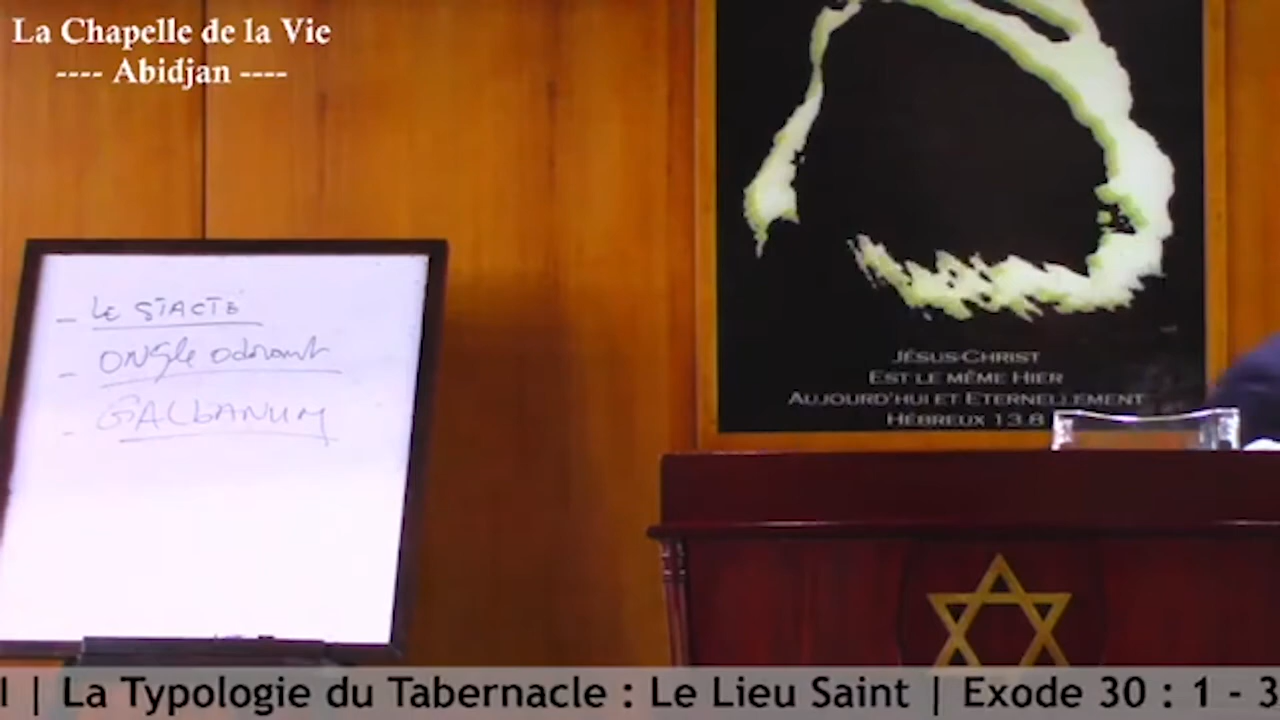 La Chapelle de la Vie
---- Abidjan ----
- LE STACTÉ
- ONGle odorant
- GALBANUM
JÉSUS-CHRIST
EST LE MÊME HIER
AUJOURD'HUI ET ETERNELLEMENT
HÉBREUX 13.8
| La Typologie du Tabernacle : Le Lieu Saint | Exode 30 : 1 - 3